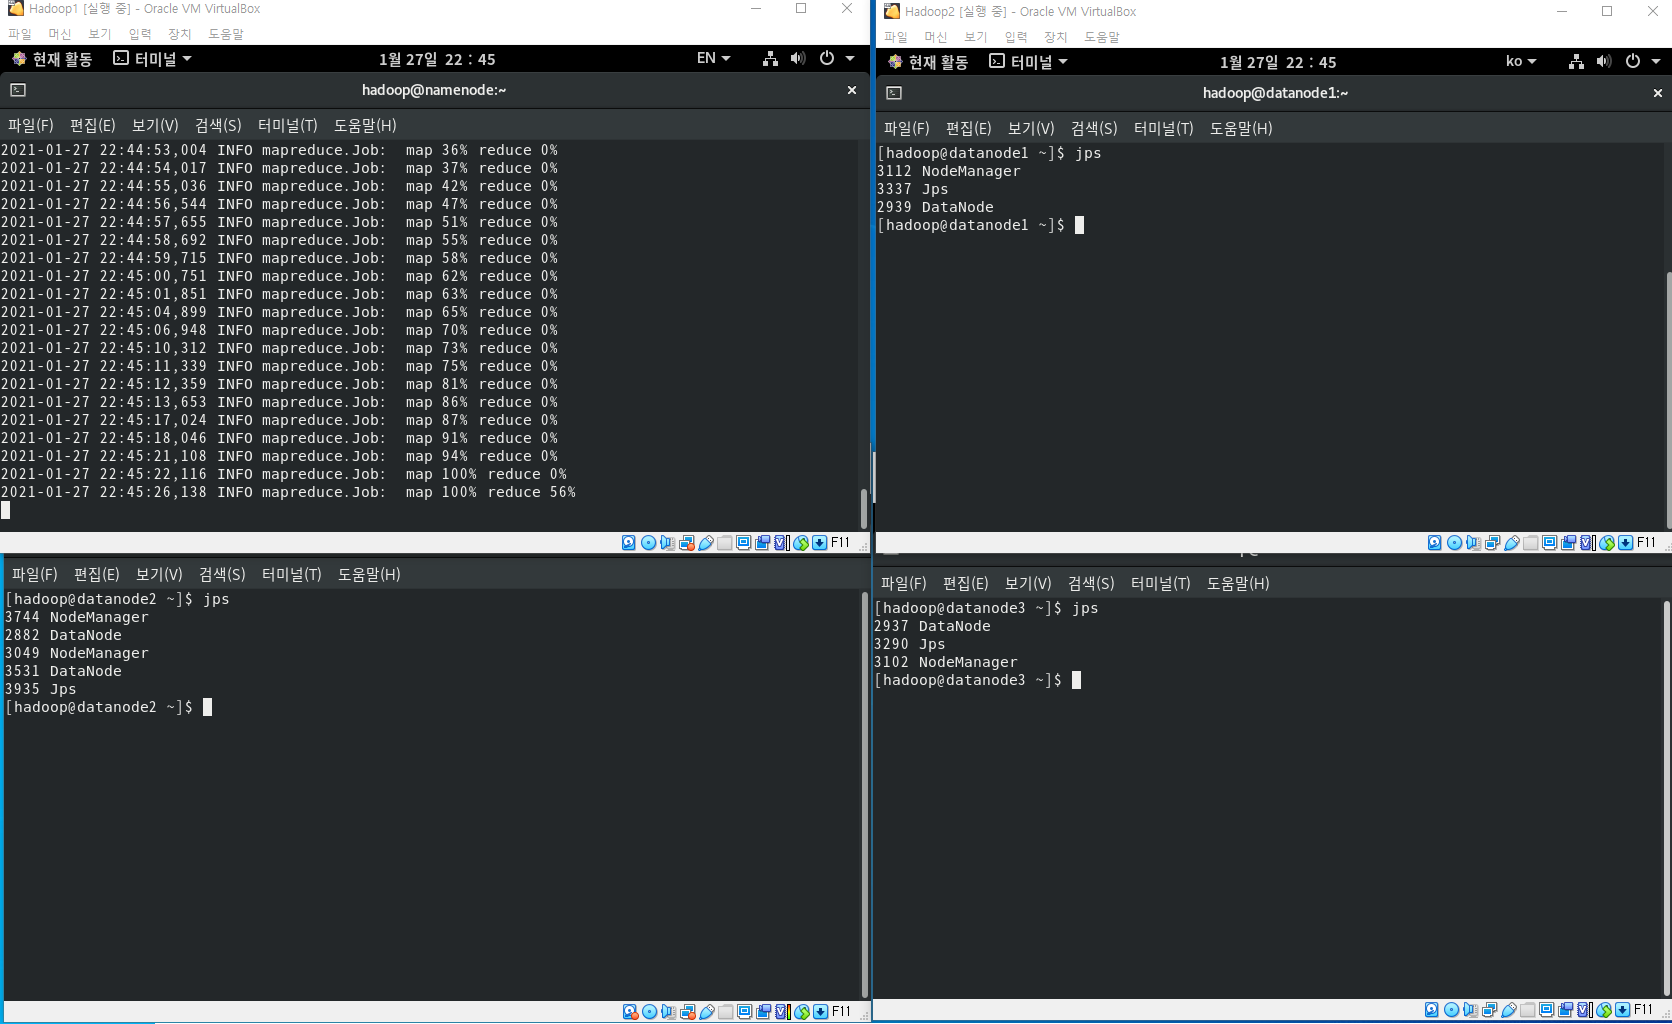 Hadoop1 [실행 중] - Oracle VM VirtualBox
파일 머신 보기 입력 장치 도움말
현재 활동 터미널 1월 27일 22 : 45 EN
hadoop@namenode:~
파일(F) 편집(E) 보기(V) 검색(S) 터미널(T) 도움말(H)
2021-01-27 22:44:53,004 INFO mapreduce.Job:  map 36% reduce 0%
2021-01-27 22:44:54,017 INFO mapreduce.Job:  map 37% reduce 0%
2021-01-27 22:44:55,036 INFO mapreduce.Job:  map 42% reduce 0%
2021-01-27 22:44:56,544 INFO mapreduce.Job:  map 47% reduce 0%
2021-01-27 22:44:57,655 INFO mapreduce.Job:  map 51% reduce 0%
2021-01-27 22:44:58,692 INFO mapreduce.Job:  map 55% reduce 0%
2021-01-27 22:44:59,715 INFO mapreduce.Job:  map 58% reduce 0%
2021-01-27 22:45:00,751 INFO mapreduce.Job:  map 62% reduce 0%
2021-01-27 22:45:01,851 INFO mapreduce.Job:  map 63% reduce 0%
2021-01-27 22:45:04,899 INFO mapreduce.Job:  map 65% reduce 0%
2021-01-27 22:45:06,948 INFO mapreduce.Job:  map 70% reduce 0%
2021-01-27 22:45:10,312 INFO mapreduce.Job:  map 73% reduce 0%
2021-01-27 22:45:11,339 INFO mapreduce.Job:  map 75% reduce 0%
2021-01-27 22:45:12,359 INFO mapreduce.Job:  map 81% reduce 0%
2021-01-27 22:45:13,653 INFO mapreduce.Job:  map 86% reduce 0%
2021-01-27 22:45:17,024 INFO mapreduce.Job:  map 87% reduce 0%
2021-01-27 22:45:18,046 INFO mapreduce.Job:  map 91% reduce 0%
2021-01-27 22:45:21,108 INFO mapreduce.Job:  map 94% reduce 0%
2021-01-27 22:45:22,116 INFO mapreduce.Job:  map 100% reduce 0%
2021-01-27 22:45:26,138 INFO mapreduce.Job:  map 100% reduce 56%
F11
Hadoop2 [실행 중] - Oracle VM VirtualBox
파일 머신 보기 입력 장치 도움말
현재 활동 터미널 1월 27일 22 : 45 ko
hadoop@datanode1:~
파일(F) 편집(E) 보기(V) 검색(S) 터미널(T) 도움말(H)
[hadoop@datanode1 ~]$ jps
3112 NodeManager
3337 Jps
2939 DataNode
[hadoop@datanode1 ~]$
F11
파일(F) 편집(E) 보기(V) 검색(S) 터미널(T) 도움말(H)
[hadoop@datanode2 ~]$ jps
3744 NodeManager
2882 DataNode
3049 NodeManager
3531 DataNode
3935 Jps
[hadoop@datanode2 ~]$
F11
파일(F) 편집(E) 보기(V) 검색(S) 터미널(T) 도움말(H)
[hadoop@datanode3 ~]$ jps
2937 DataNode
3290 Jps
3102 NodeManager
[hadoop@datanode3 ~]$
F11